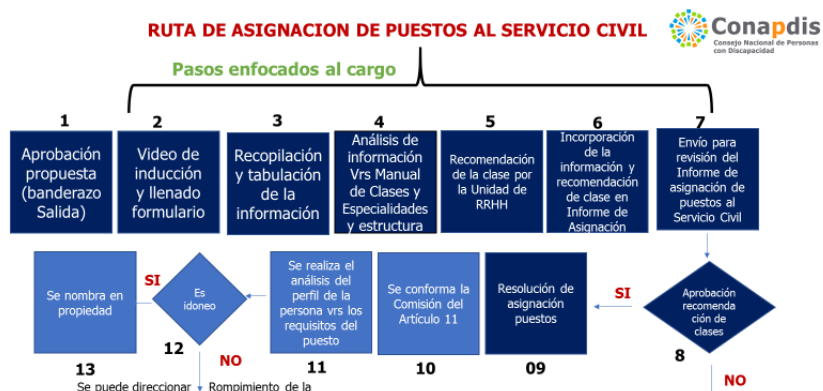 RUTA DE ASIGNACION DE PUESTOS AL SERVICIO CIVIL
Conapdis
Consejo Nacional de Personas
con Discapacidad
Pasos enfocados al cargo
1
Aprobación
propuesta
(banderazo
Salida)
2
Video de
inducción
y llenado
formulario
3
Recopilación
y tabulación
de la
información
4
Análisis de
información
Vrs Manual
de Clases y
Especialidades
y estructura
5
Recomendación
de la clase por
la Unidad de
RRHH
6
Incorporación
de la
información y
recomendación
de clase en
Informe de
Asignación
7
Envío para
revisión del
Informe de
asignación de
puestos al
Servicio Civil
Aprobación
recomenda
ción de
clases
8
SI
NO
Resolución de
asignación
puestos
09
Se conforma la
Comisión del
Artículo 11
10
Se realiza el
análisis del
perfil de la
persona vrs los
requisitos del
puesto
11
Es
idoneo
12
SI
NO
Se nombra en
propiedad
13
Se puede direccionar
Rompimiento de la